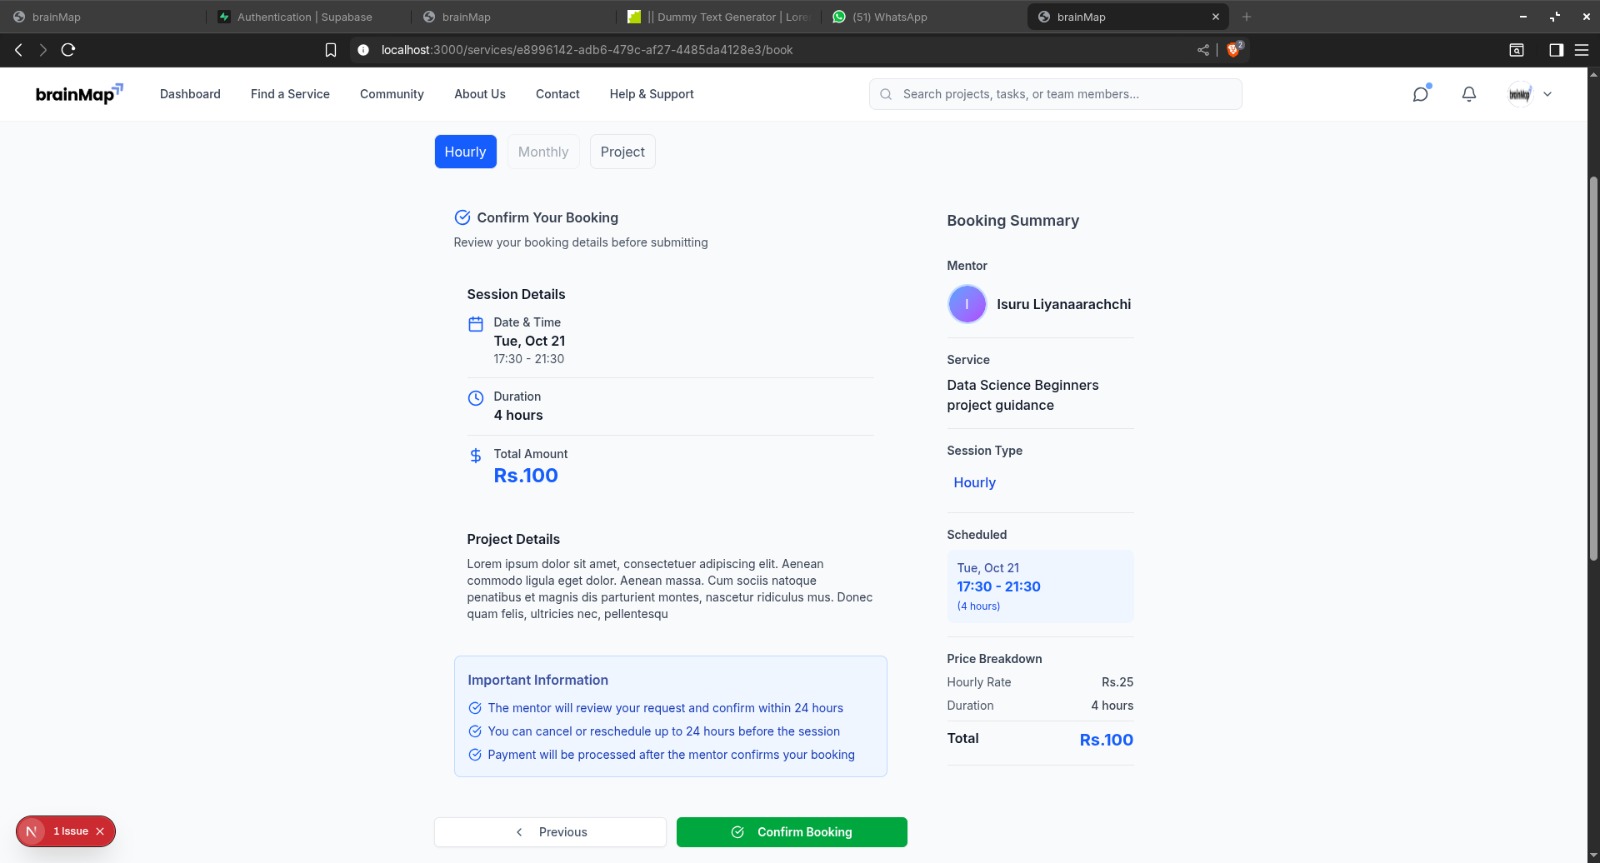 brainMap
Authentication | Supabase
brainMap
|| Dummy Text Generator | Lore
(51) WhatsApp
brainMap
localhost:3000/services/e8996142-adb6-479c-af27-4485da4128e3/book
2
brainMap
Dashboard
Find a Service
Community
About Us
Contact
Help & Support
Search projects, tasks, or team members...
brainMap
Hourly
Monthly
Project
Confirm Your Booking
Review your booking details before submitting
Session Details
Date & Time
Tue, Oct 21
17:30 - 21:30
Duration
4 hours
Total Amount
Rs.100
Project Details
Lorem ipsum dolor sit amet, consectetuer adipiscing elit. Aenean
commodo ligula eget dolor. Aenean massa. Cum sociis natoque
penatibus et magnis dis parturient montes, nascetur ridiculus mus. Donec
quam felis, ultricies nec, pellentesqu
Important Information
The mentor will review your request and confirm within 24 hours
You can cancel or reschedule up to 24 hours before the session
Payment will be processed after the mentor confirms your booking
Previous
Confirm Booking
Booking Summary
Mentor
I
Isuru Liyanaarachchi
Service
Data Science Beginners
project guidance
Session Type
Hourly
Scheduled
Tue, Oct 21
17:30 - 21:30
(4 hours)
Price Breakdown
Hourly Rate Rs.25
Duration 4 hours
Total Rs.100
N 1 Issue